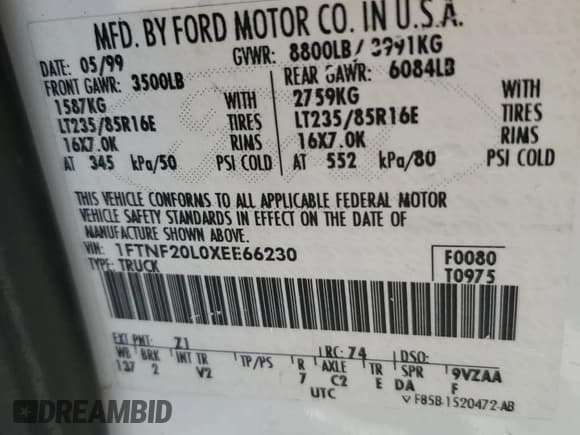 MFD. BY FORD MOTOR CO. IN U.S.A.
DATE: 05/99 GVWR: 8800LB / 3991KG
FRONT GAWR: 3500LB REAR GAWR: 6084LB
1587KG WITH 2759KG WITH
LT235/85R16E TIRES LT235/85R16E TIRES
16X7.0K RIMS 16X7.0K RIMS
AT 345 kPa/50 PSI COLD AT 552 kPa/80 PSI COLD
THIS VEHICLE CONFORMS TO ALL APPLICABLE FEDERAL MOTOR
VEHICLE SAFETY STANDARDS IN EFFECT ON THE DATE OF
MANUFACTURE SHOWN ABOVE.
VIN: 1FTNF20L0XEE66230 F0080
TYPE: TRUCK T0975
EXT PNT: Z1 RC: 74 DSO:
WB BRK INT TR TP/PS R AXLE TR SPR 9VZAA
137 2 V2 7 C2 E DA F
UTC
▽ F85B-1520472-AB
DREAMBID